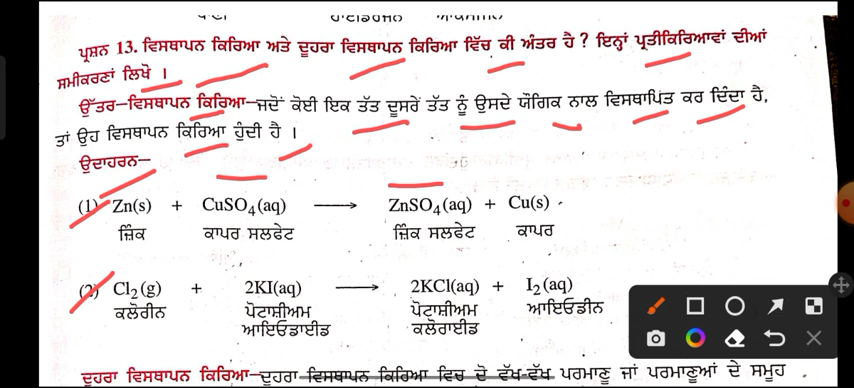 ਪ੍ਰਸ਼ਨ 13. ਵਿਸਥਾਪਨ ਕਿਰਿਆ ਅਤੇ ਦੂਹਰਾ ਵਿਸਥਾਪਨ ਕਿਰਿਆ ਵਿੱਚ ਕੀ ਅੰਤਰ ਹੈ ? ਇਨ੍ਹਾਂ ਪ੍ਰਤੀਕਿਰਿਆਵਾਂ ਦੀਆਂ
ਸਮੀਕਰਣਾਂ ਲਿਖੋ ।
ਉੱਤਰ–ਵਿਸਥਾਪਨ ਕਿਰਿਆ–ਜਦੋਂ ਕੋਈ ਇਕ ਤੱਤ ਦੂਸਰੇ ਤੱਤ ਨੂੰ ਉਸਦੇ ਯੌਗਿਕ ਨਾਲ ਵਿਸਥਾਪਿਤ ਕਰ ਦਿੰਦਾ ਹੈ,
ਤਾਂ ਉਹ ਵਿਸਥਾਪਨ ਕਿਰਿਆ ਹੁੰਦੀ ਹੈ ।
ਉਦਾਹਰਨ–
(1) Zn(s) + CuSO₄(aq) ⟶ ZnSO₄(aq) + Cu(s)
ਜ਼ਿੰਕ ਕਾਪਰ ਸਲਫੇਟ ਜ਼ਿੰਕ ਸਲਫੇਟ ਕਾਪਰ
(2) Cl₂(g) + 2KI(aq) ⟶ 2KCl(aq) + I₂(aq)
ਕਲੋਰੀਨ ਪੋਟਾਸ਼ੀਅਮ ਪੋਟਾਸ਼ੀਅਮ ਆਇਓਡੀਨ
ਆਇਓਡਾਈਡ ਕਲੋਰਾਈਡ
ਦੂਹਰਾ ਵਿਸਥਾਪਨ ਕਿਰਿਆ–ਦੂਹਰਾ ਵਿਸਥਾਪਨ ਕਿਰਿਆ ਵਿਚ ਦੋ ਵੱਖ-ਵੱਖ ਪਰਮਾਣੂ ਜਾਂ ਪਰਮਾਣੂਆਂ ਦੇ ਸਮੂਹ